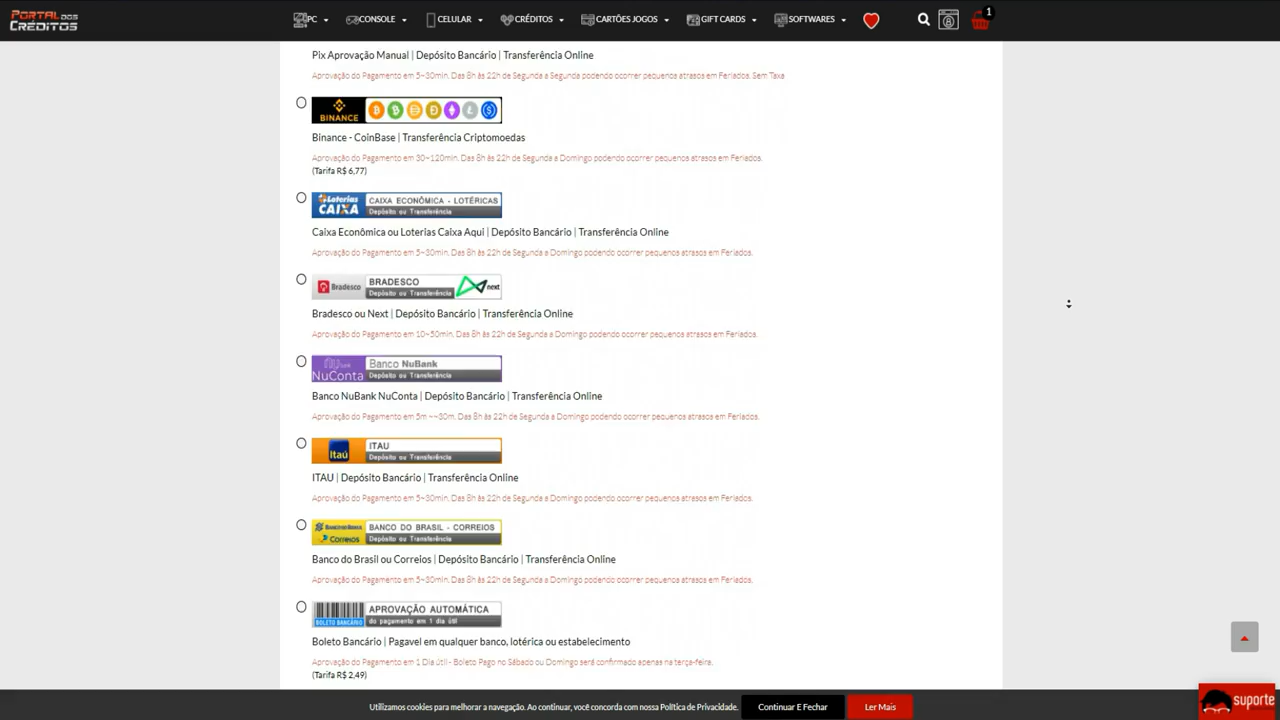 PORTAL DOS CRÉDITOS
PC CONSOLE CELULAR CRÉDITOS CARTÕES JOGOS GIFT CARDS SOFTWARES 1
Pix Aprovação Manual | Depósito Bancário | Transferência Online
Aprovação do Pagamento em 5~30min. Das 8h às 22h de Segunda a Segunda podendo ocorrer pequenos atrasos em Feriados. Sem Taxa
BINANCE
Binance - CoinBase | Transferência Criptomoedas
Aprovação do Pagamento em 30~120min. Das 8h às 22h de Segunda a Domingo podendo ocorrer pequenos atrasos em Feriados.
(Tarifa R$ 6,77)
Loterias CAIXA CAIXA ECONÔMICA - LOTÉRICAS
Depósito ou Transferência
Caixa Econômica ou Loterias Caixa Aqui | Depósito Bancário | Transferência Online
Aprovação do Pagamento em 5~30min. Das 8h às 22h de Segunda a Domingo podendo ocorrer pequenos atrasos em Feriados.
Bradesco BRADESCO next
Depósito ou Transferência
Bradesco ou Next | Depósito Bancário | Transferência Online
Aprovação do Pagamento em 10~50min. Das 8h às 22h de Segunda a Domingo podendo ocorrer pequenos atrasos em Feriados.
nu NuConta Banco NuBank
Depósito ou Transferência
Banco NuBank NuConta | Depósito Bancário | Transferência Online
Aprovação do Pagamento em 5m ~~30m. Das 8h às 22h de Segunda a Domingo podendo ocorrer pequenos atrasos em Feriados.
Itaú ITAU
Depósito ou Transferência
ITAU | Depósito Bancário | Transferência Online
Aprovação do Pagamento em 5~30min. Das 8h às 22h de Segunda a Domingo podendo ocorrer pequenos atrasos em Feriados.
BANCO DO BRASIL Correios BANCO DO BRASIL - CORREIOS
Depósito ou Transferência
Banco do Brasil ou Correios | Depósito Bancário | Transferência Online
Aprovação do Pagamento em 5~30min. Das 8h às 22h de Segunda a Domingo podendo ocorrer pequenos atrasos em Feriados.
BOLETO BANCÁRIO APROVAÇÃO AUTOMÁTICA
do pagamento em 1 dia útil
Boleto Bancário | Pagavel em qualquer banco, lotérica ou estabelecimento
Aprovação do Pagamento em 1 Dia útil - Boleto Pago no Sábado ou Domingo será confirmado apenas na terça-feira.
(Tarifa R$ 2,49)
Utilizamos cookies para melhorar a navegação. Ao continuar, você concorda com nossa Política de Privacidade. Continuar E Fechar Ler Mais
suporte